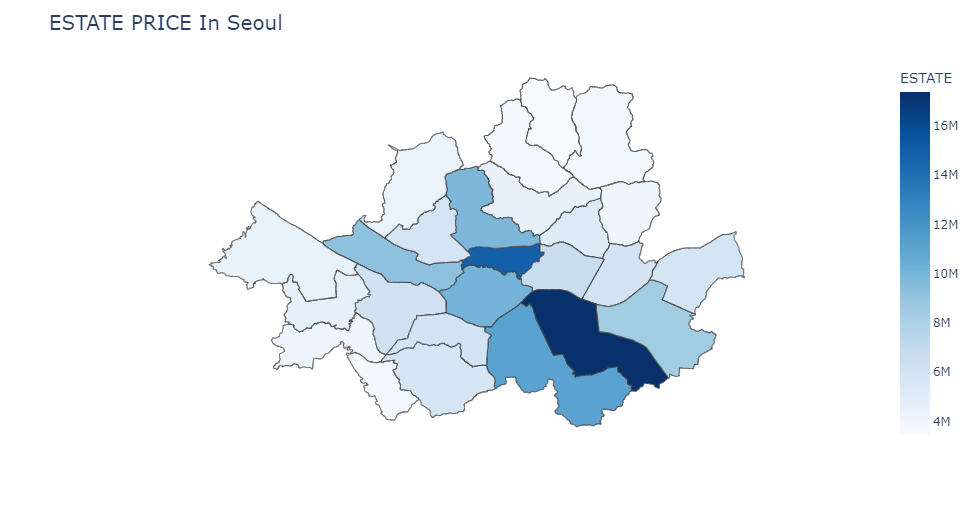 ESTATE PRICE In Seoul
ESTATE
16M
14M
12M
10M
8M
6M
4M